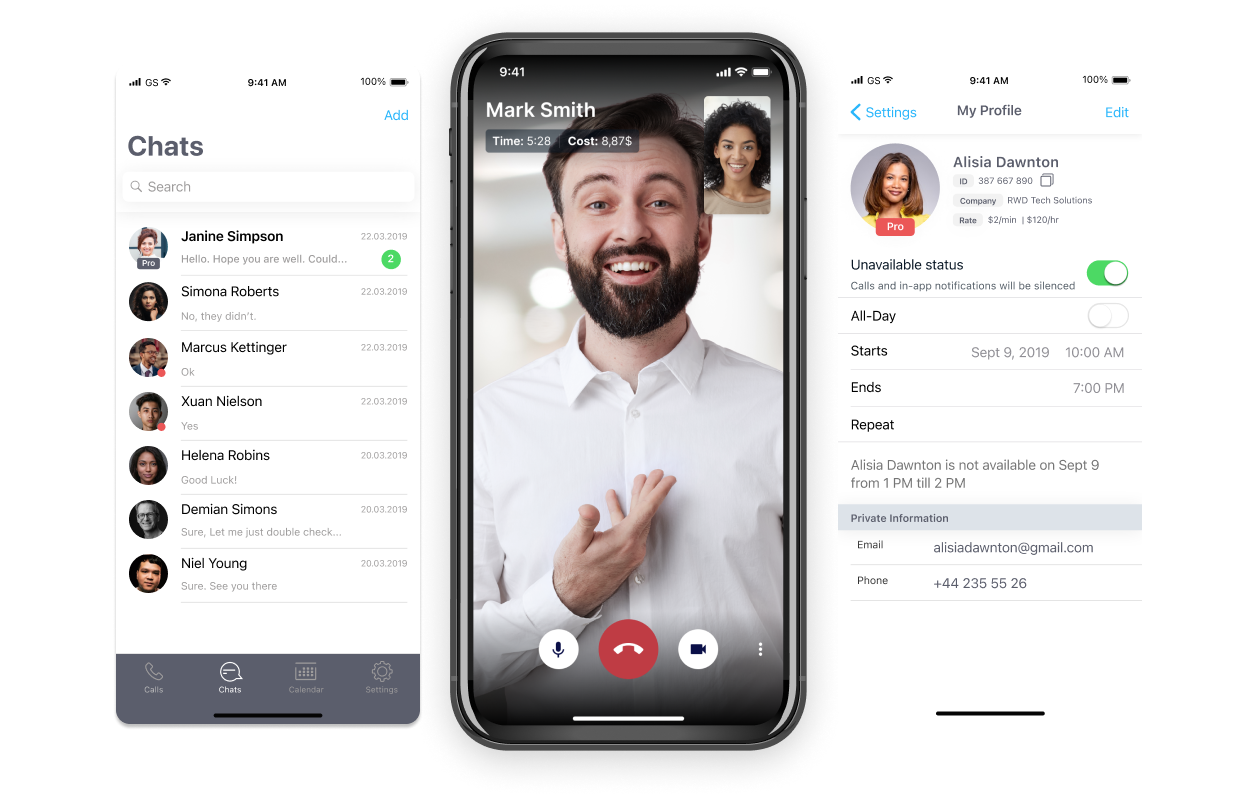 GS 9:41 AM 100%
Add
Chats
Search
Janine Simpson 22.03.2019
Hello. Hope you are well. Could... 2
Pro
Simona Roberts 22.03.2019
No, they didn't.
Marcus Kettinger 22.03.2019
Ok
Xuan Nielson 22.03.2019
Yes
Helena Robins 20.03.2019
Good Luck!
Demian Simons 20.03.2019
Sure, Let me just double check...
Niel Young 20.03.2019
Sure. See you there
Calls Chats Calendar Settings
9:41
Mark Smith
Time: 5:28 Cost: 8,87$
GS 9:41 AM 100%
Settings My Profile Edit
Alisia Dawnton
ID 387 667 890
Company RWD Tech Solutions
Rate $2/min | $120/hr
Pro
Unavailable status
Calls and in-app notifications will be silenced
All-Day
Starts Sept 9, 2019 10:00 AM
Ends 7:00 PM
Repeat
Alisia Dawnton is not available on Sept 9
from 1 PM till 2 PM
Private Information
Email alisiadawnton@gmail.com
Phone +44 235 55 26